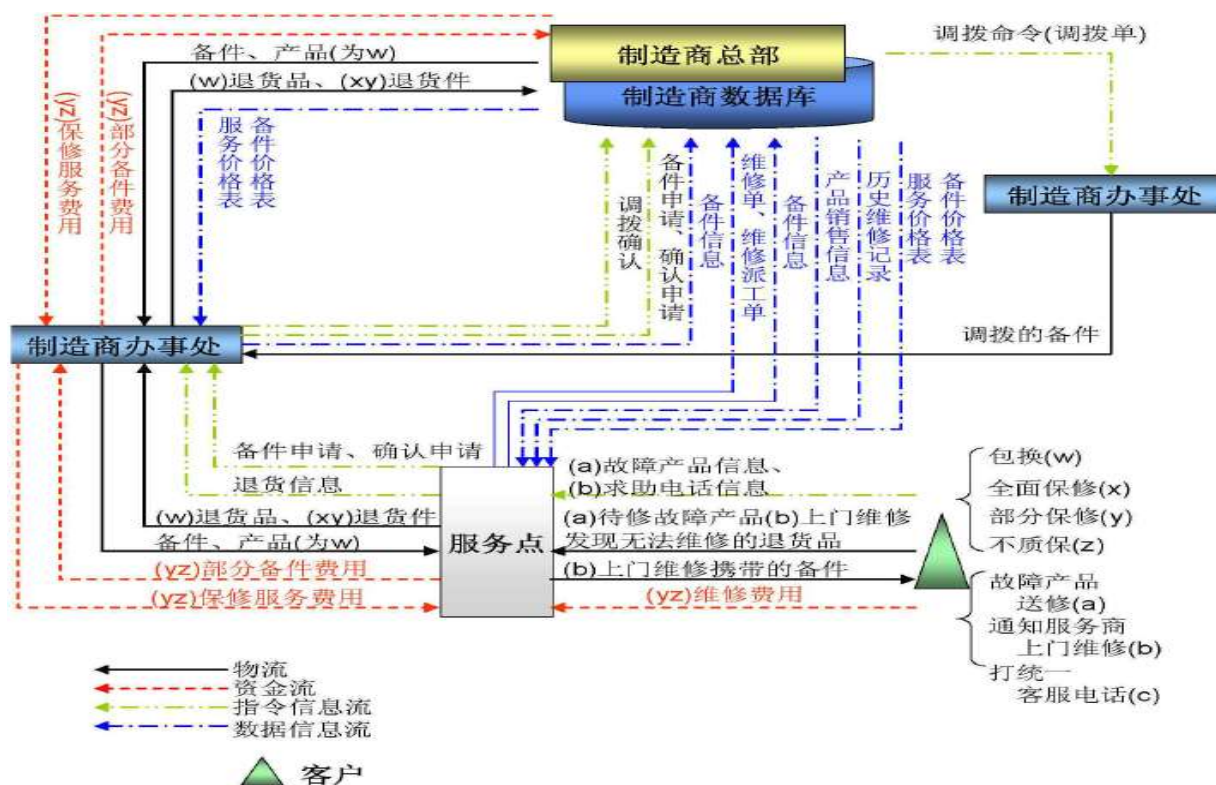 备件、产品(为w)
(w)退货品、(xy)退货件
制造商总部
制造商数据库
调拨命令(调拨单)
(yz)保修服务费用
(yz)部分备件费用
服务价格表
备件价格表
调拨确认
备件申请、确认申请
备件信息
维修单、维修派工单
备件信息
产品销售信息
历史维修记录
服务价格表
备件价格表
制造商办事处
制造商办事处
调拨的备件
备件申请、确认申请
退货信息
(w)退货品、(xy)退货件
备件、产品(为w)
(yz)部分备件费用
(yz)保修服务费用
服务点
(a)故障产品信息、
(b)求助电话信息
(a)待修故障产品(b)上门维修
发现无法维修的退货品
(b)上门维修携带的备件
(yz)维修费用
包换(w)
全面保修(x)
部分保修(y)
不质保(z)
故障产品
送修(a)
通知服务商
上门维修(b)
打统一
客服电话(c)
物流
资金流
指令信息流
数据信息流
客户